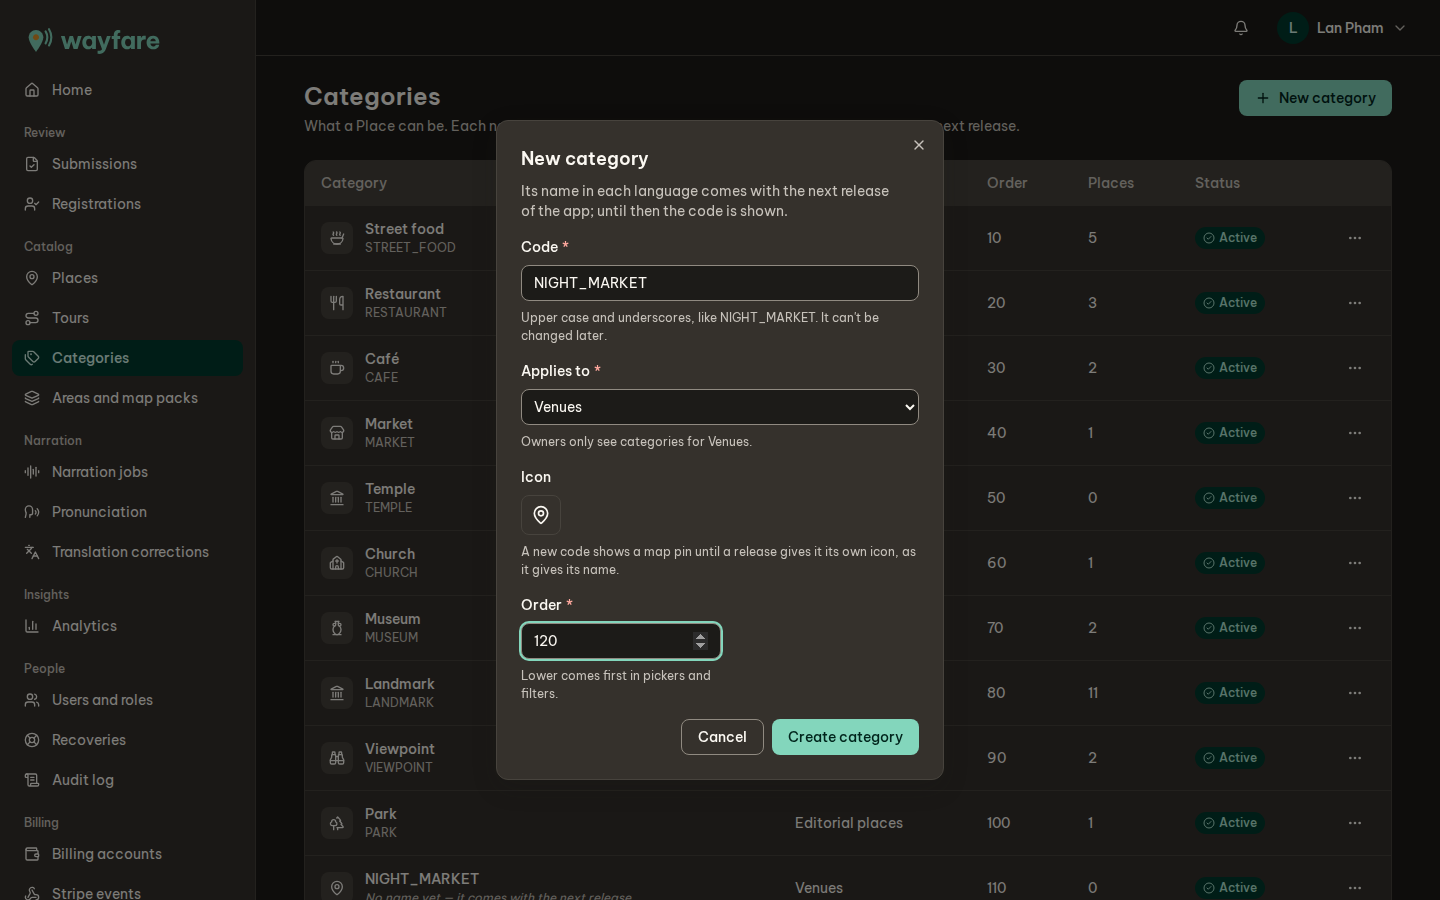 wayfare
Home
Review
Submissions
Registrations
Catalog
Places
Tours
Categories
Areas and map packs
Narration
Narration jobs
Pronunciation
Translation corrections
Insights
Analytics
People
Users and roles
Recoveries
Audit log
Billing
Billing accounts
Stripe events
L Lan Pham
Categories
What a Place can be. Each n
ext release.
New category
Category Order Places Status
Street food
STREET_FOOD
10 5 Active
Restaurant
RESTAURANT
20 3 Active
Café
CAFE
30 2 Active
Market
MARKET
40 1 Active
Temple
TEMPLE
50 0 Active
Church
CHURCH
60 1 Active
Museum
MUSEUM
70 2 Active
Landmark
LANDMARK
80 11 Active
Viewpoint
VIEWPOINT
90 2 Active
Park
PARK
Editorial places 100 1 Active
NIGHT_MARKET
No name yet — it comes with the next release
Venues 110 0 Active
New category
Its name in each language comes with the next release
of the app; until then the code is shown.
Code *
NIGHT_MARKET
Upper case and underscores, like NIGHT_MARKET. It can't be
changed later.
Applies to *
Venues
Owners only see categories for Venues.
Icon
A new code shows a map pin until a release gives it its own icon, as
it gives its name.
Order *
120
Lower comes first in pickers and
filters.
Cancel
Create category